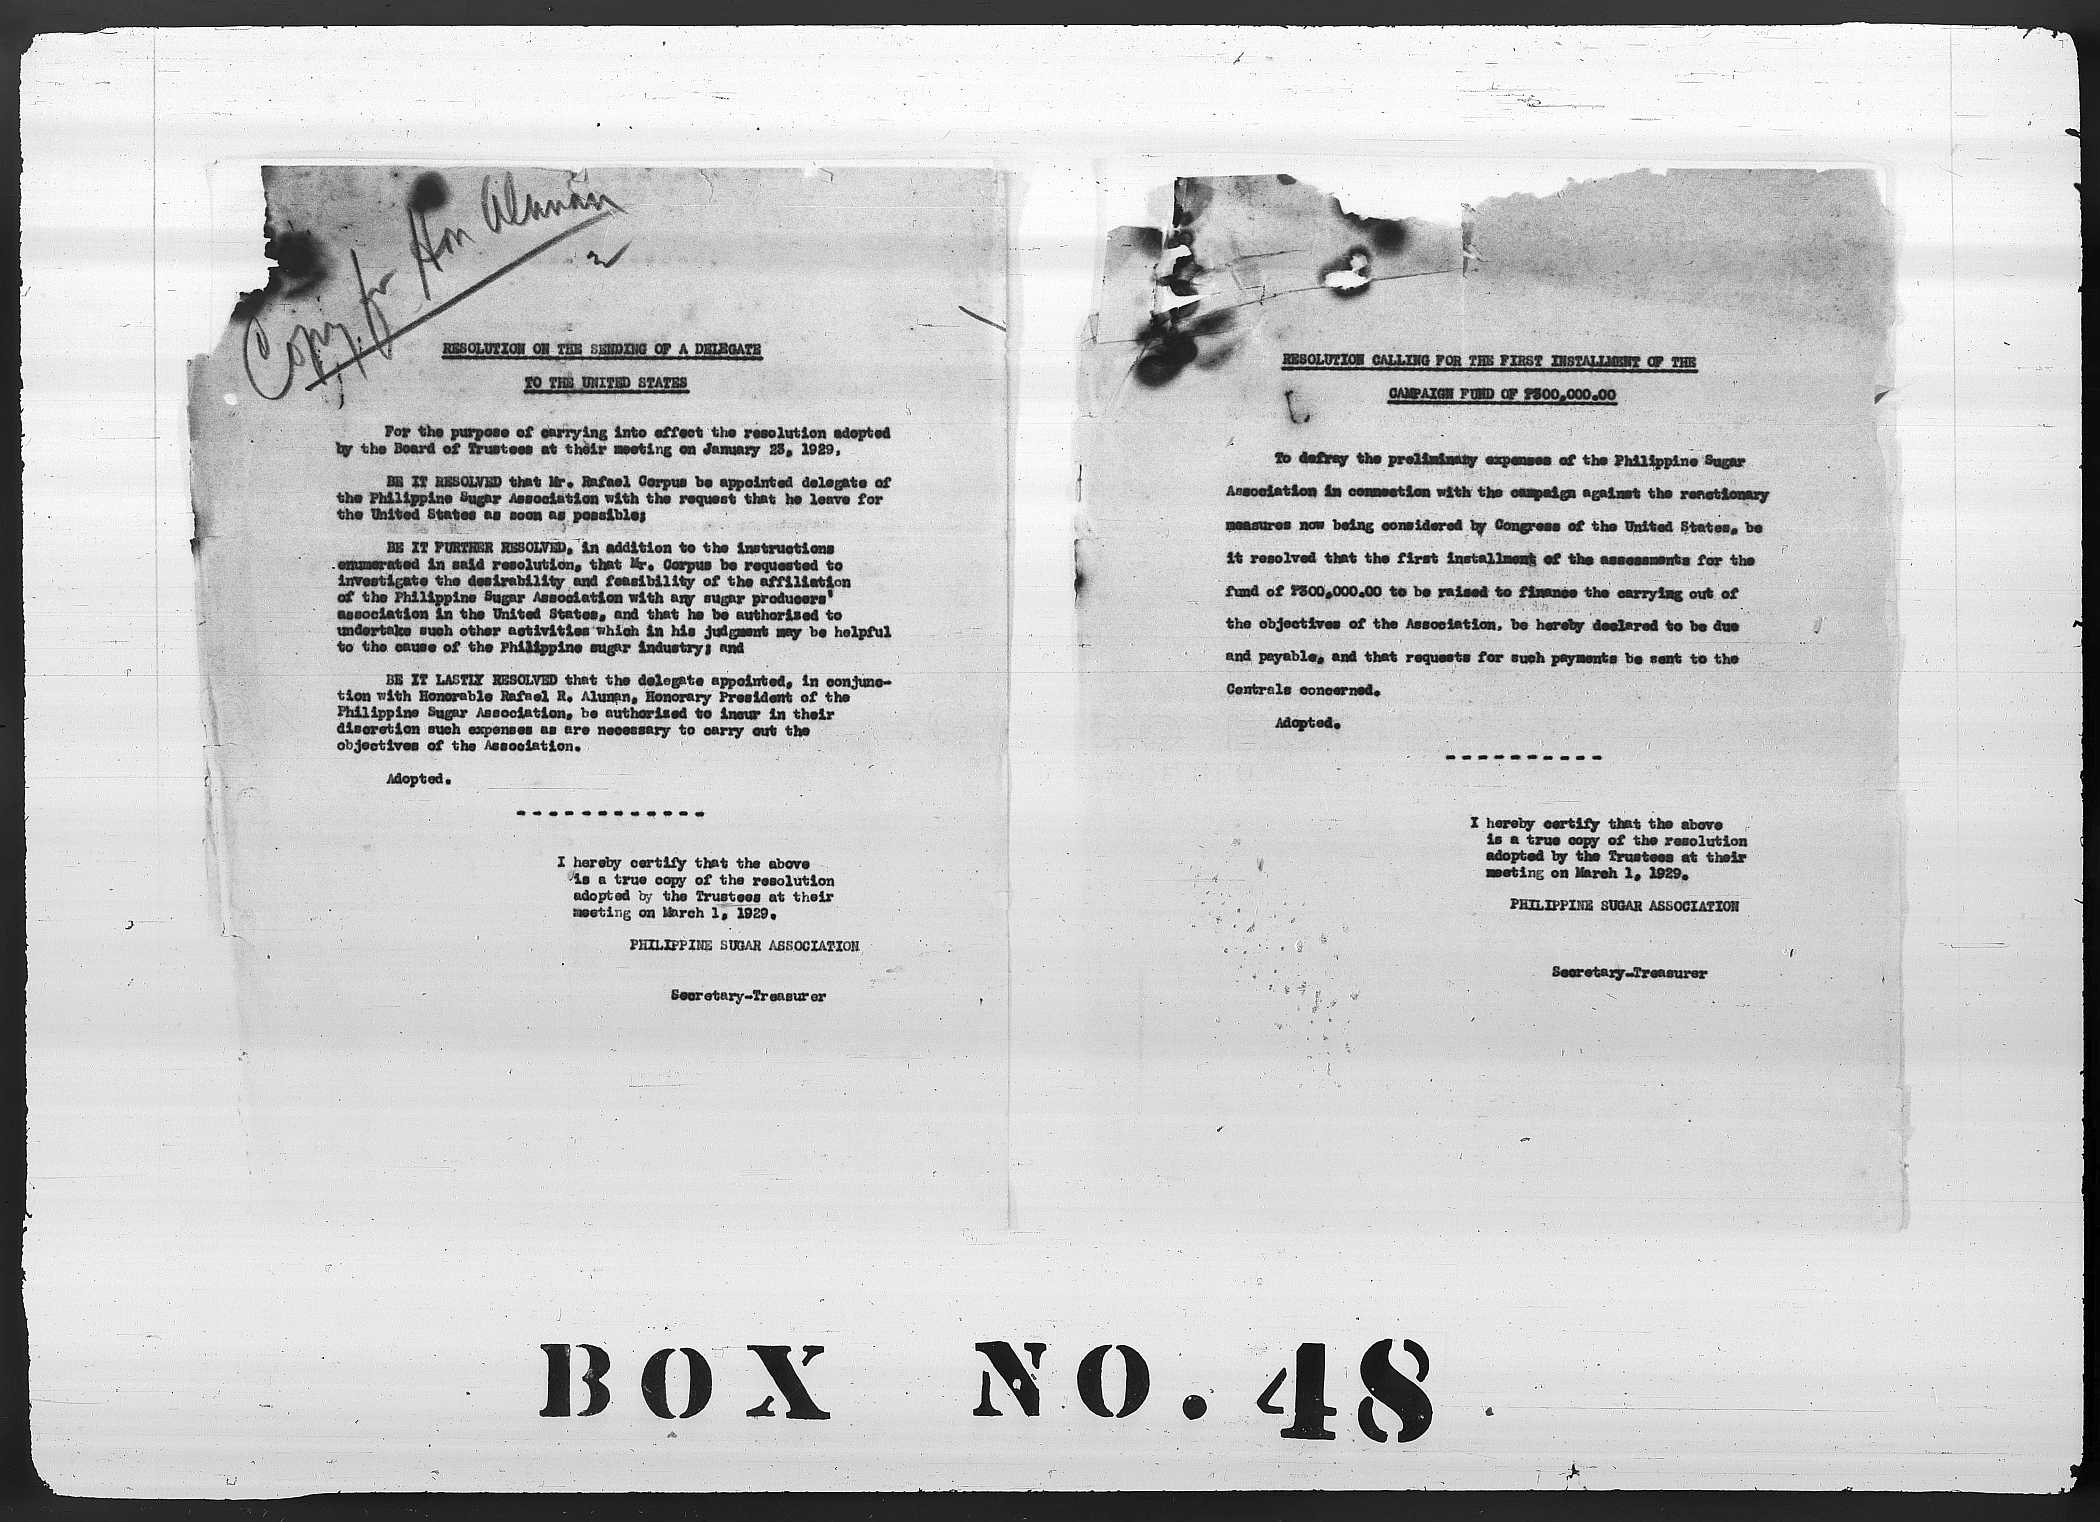 Copy for Hon Alunan
RESOLUTION ON THE SENDING OF A DELEGATE
TO THE UNITED STATES
For the purpose of carrying into effect the resolution adopted
by the Board of Trustees at their meeting on January 23, 1929,
BE IT RESOLVED that Mr. Rafael Corpus be appointed delegate of
the Philippine Sugar Association with the request that he leave for
the United States as soon as possible;
BE IT FURTHER RESOLVED, in addition to the instructions
enumerated in said resolution, that Mr. Corpus be requested to
investigate the desirability and feasibility of the affiliation
of the Philippine Sugar Association with any sugar producers'
association in the United States, and that he be authorized to
undertake such other activities which in his judgment may be helpful
to the cause of the Philippine sugar industry; and
BE IT LASTLY RESOLVED that the delegate appointed, in conjunc-
tion with Honorable Rafael R. Alunan, Honorary President of the
Philippine Sugar Association, be authorized to incur in their
discretion such expenses as are necessary to carry out the
objectives of the Association.
Adopted.
------------
I hereby certify that the above
is a true copy of the resolution
adopted by the Trustees at their
meeting on March 1, 1929.
PHILIPPINE SUGAR ASSOCIATION
Secretary-Treasurer
RESOLUTION CALLING FOR THE FIRST INSTALLMENT OF THE
CAMPAIGN FUND OF ₱300,000.00
To defray the preliminary expenses of the Philippine Sugar
Association in connection with the campaign against the reactionary
measures now being considered by Congress of the United States, be
it resolved that the first installment of the assessments for the
fund of ₱300,000.00 to be raised to finance the carrying out of
the objectives of the Association, be hereby declared to be due
and payable, and that requests for such payments be sent to the
Centrals concerned.
Adopted.
----------
I hereby certify that the above
is a true copy of the resolution
adopted by the Trustees at their
meeting on March 1, 1929.
PHILIPPINE SUGAR ASSOCIATION
Secretary-Treasurer
BOX NO. 48